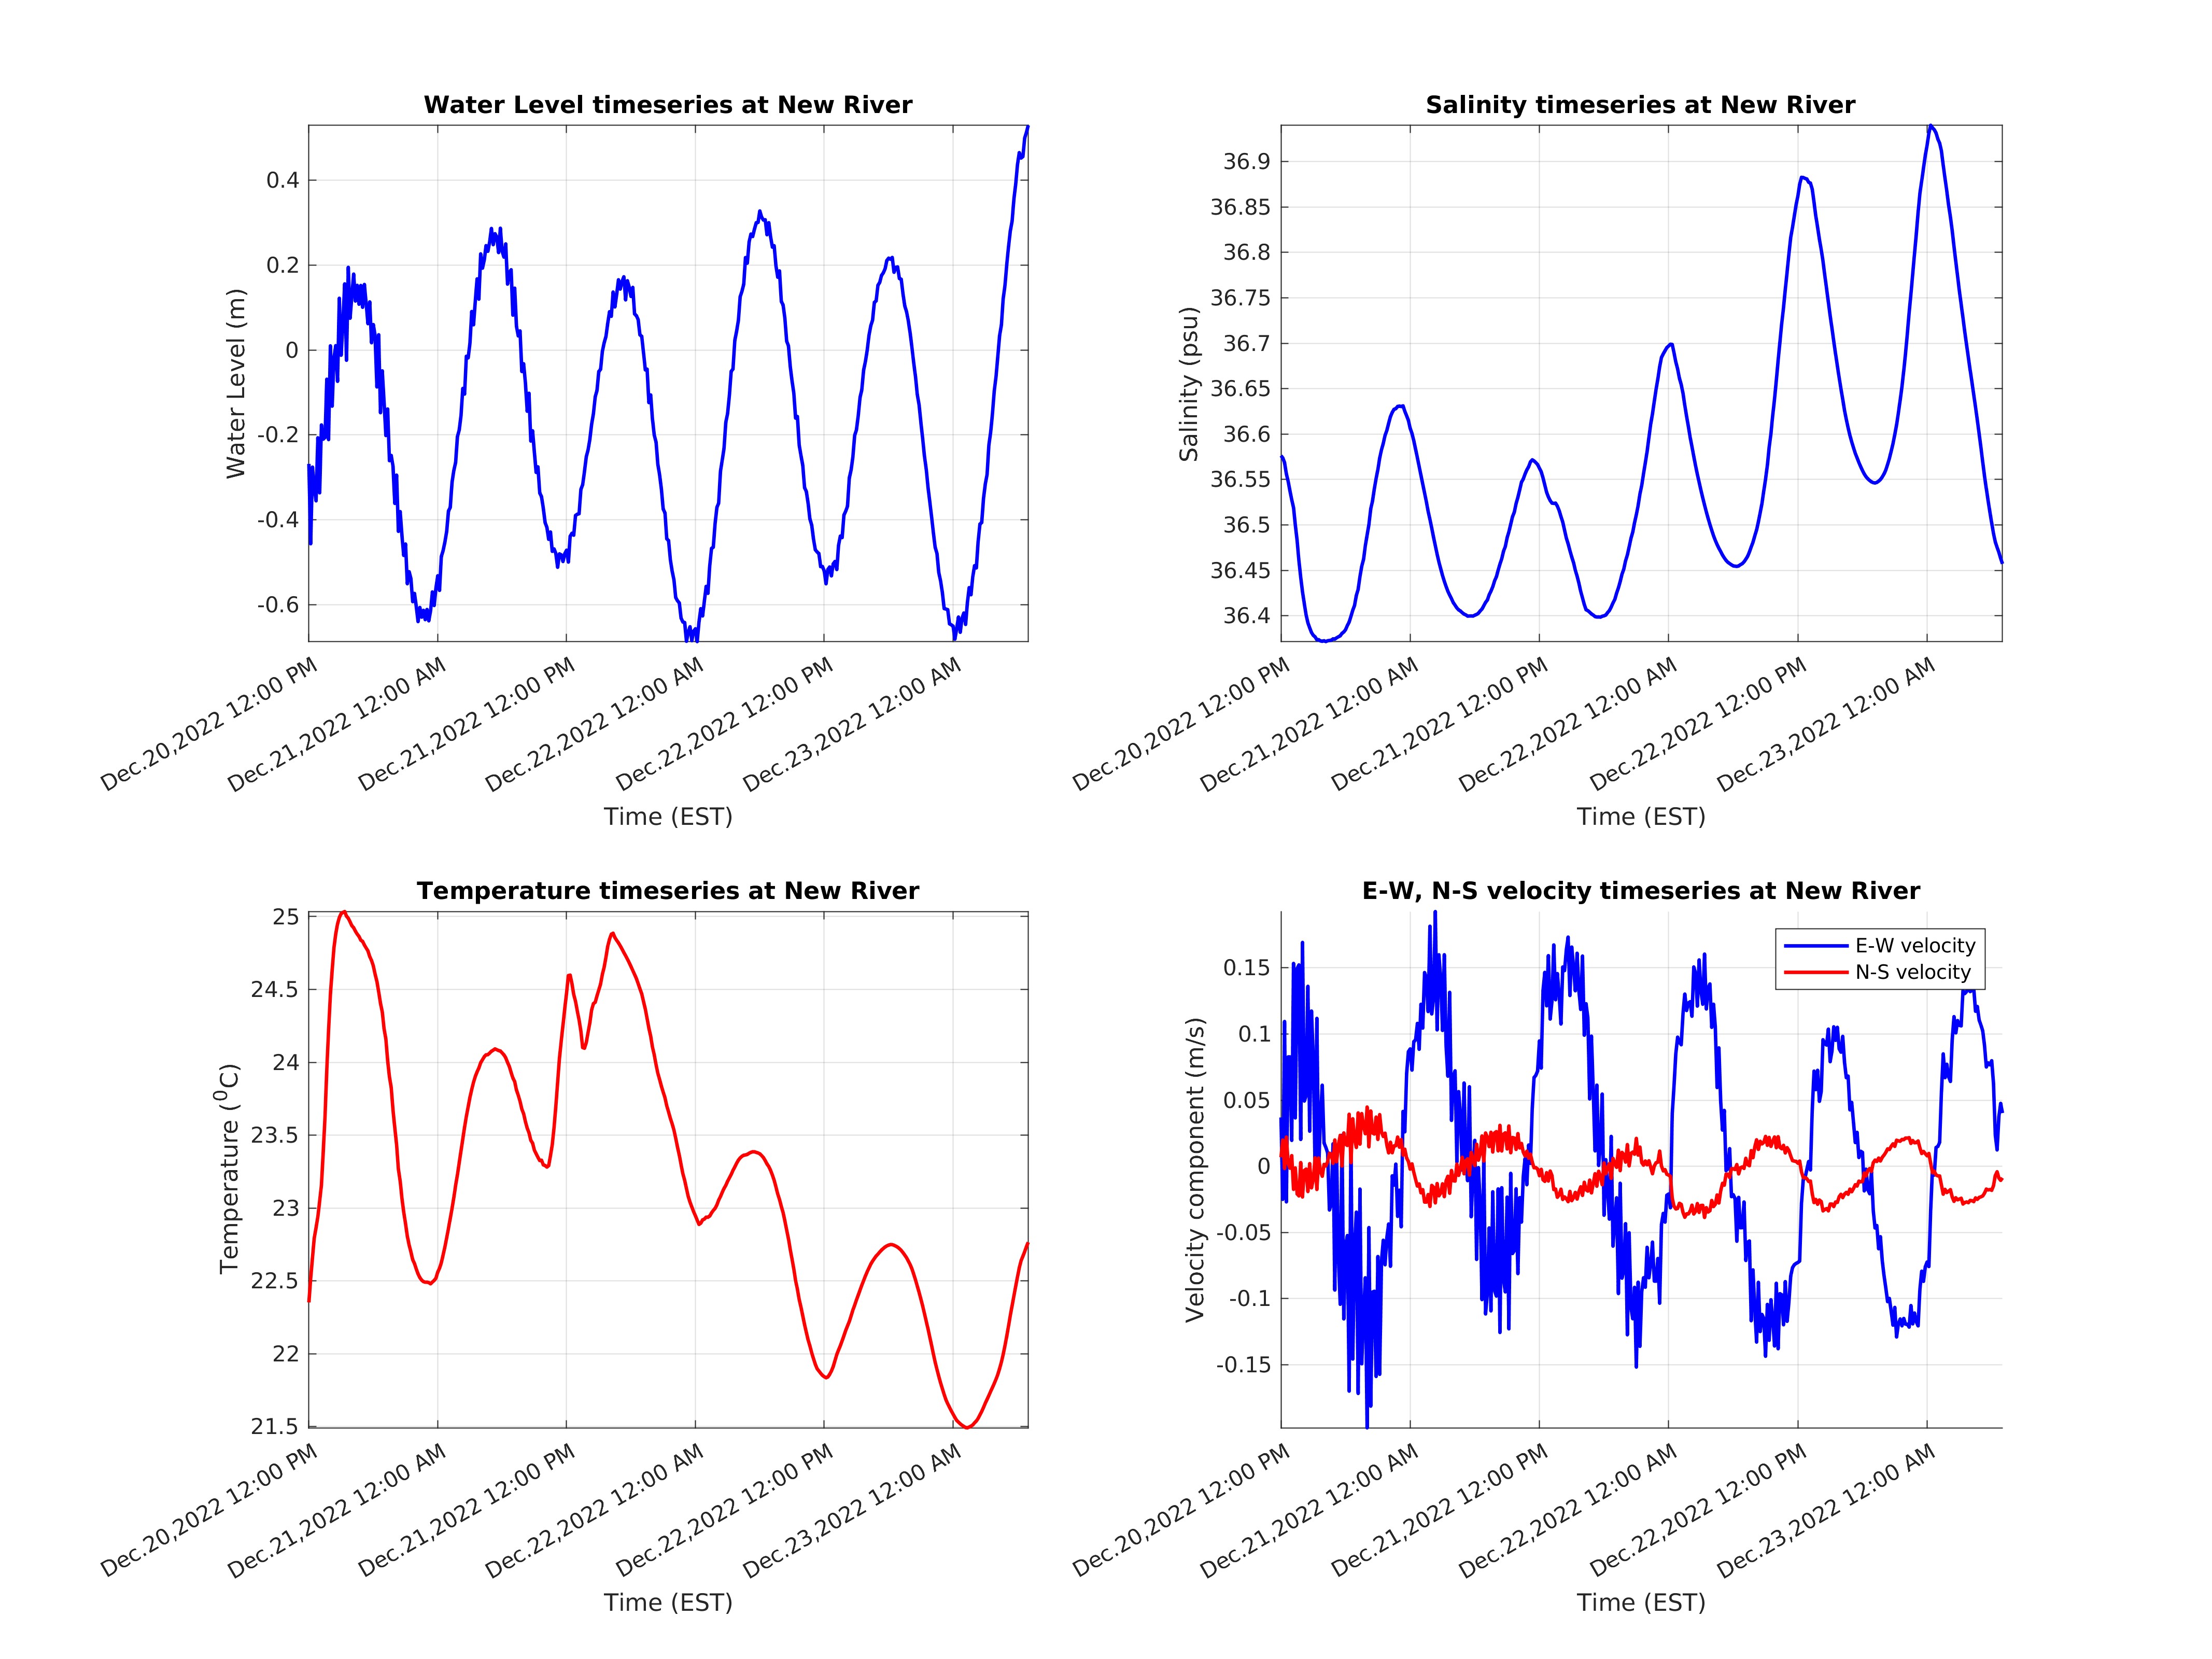 Water Level timeseries at New River
Water Level (m)
0.4
0.2
0
-0.2
-0.4
-0.6
Dec.20,2022 12:00 PM
Dec.21,2022 12:00 AM
Dec.21,2022 12:00 PM
Dec.22,2022 12:00 AM
Dec.22,2022 12:00 PM
Dec.23,2022 12:00 AM
Time (EST)
Salinity timeseries at New River
Salinity (psu)
36.9
36.85
36.8
36.75
36.7
36.65
36.6
36.55
36.5
36.45
36.4
Dec.20,2022 12:00 PM
Dec.21,2022 12:00 AM
Dec.21,2022 12:00 PM
Dec.22,2022 12:00 AM
Dec.22,2022 12:00 PM
Dec.23,2022 12:00 AM
Time (EST)
Temperature timeseries at New River
Temperature (⁰C)
25
24.5
24
23.5
23
22.5
22
21.5
Dec.20,2022 12:00 PM
Dec.21,2022 12:00 AM
Dec.21,2022 12:00 PM
Dec.22,2022 12:00 AM
Dec.22,2022 12:00 PM
Dec.23,2022 12:00 AM
Time (EST)
E-W, N-S velocity timeseries at New River
Velocity component (m/s)
0.15
0.1
0.05
0
-0.05
-0.1
-0.15
E-W velocity
N-S velocity
Dec.20,2022 12:00 PM
Dec.21,2022 12:00 AM
Dec.21,2022 12:00 PM
Dec.22,2022 12:00 AM
Dec.22,2022 12:00 PM
Dec.23,2022 12:00 AM
Time (EST)